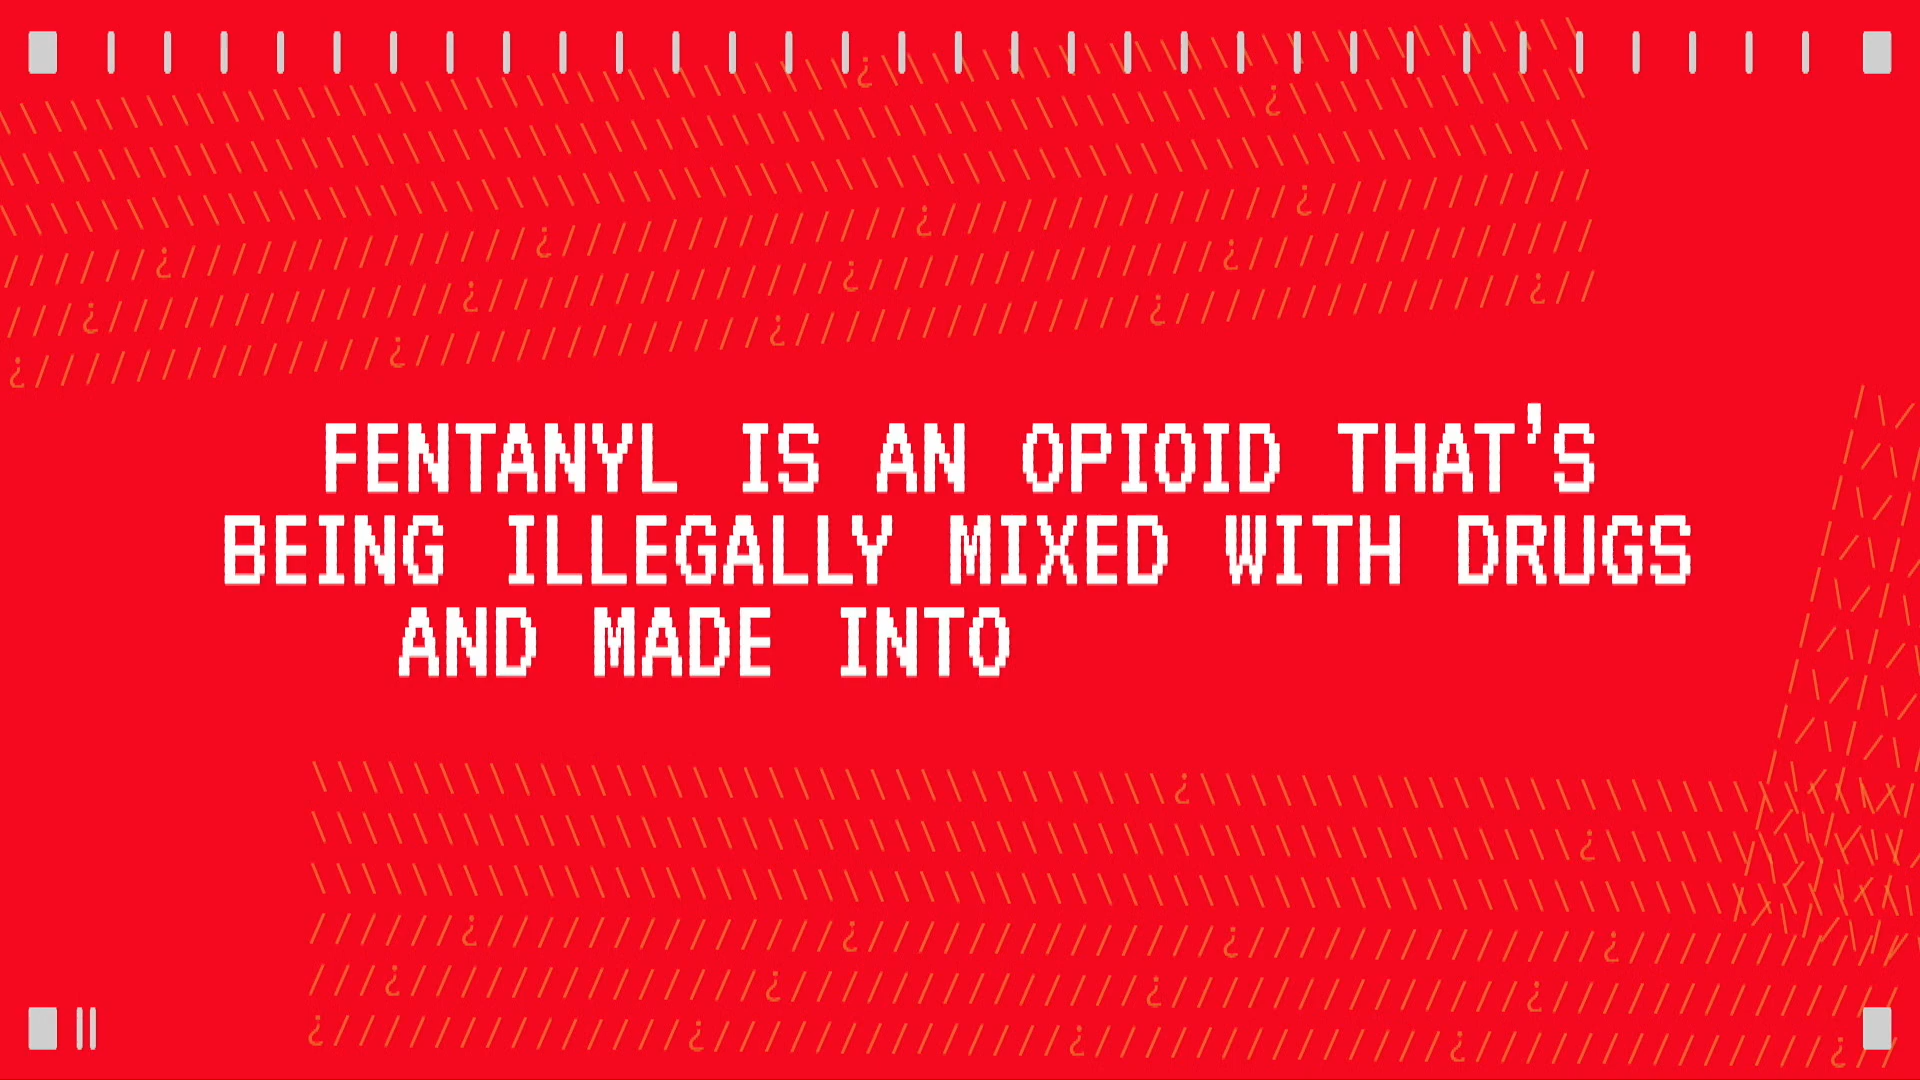 FENTANYL IS AN OPIOID THAT'S
BEING ILLEGALLY MIXED WITH DRUGS
AND MADE INTO